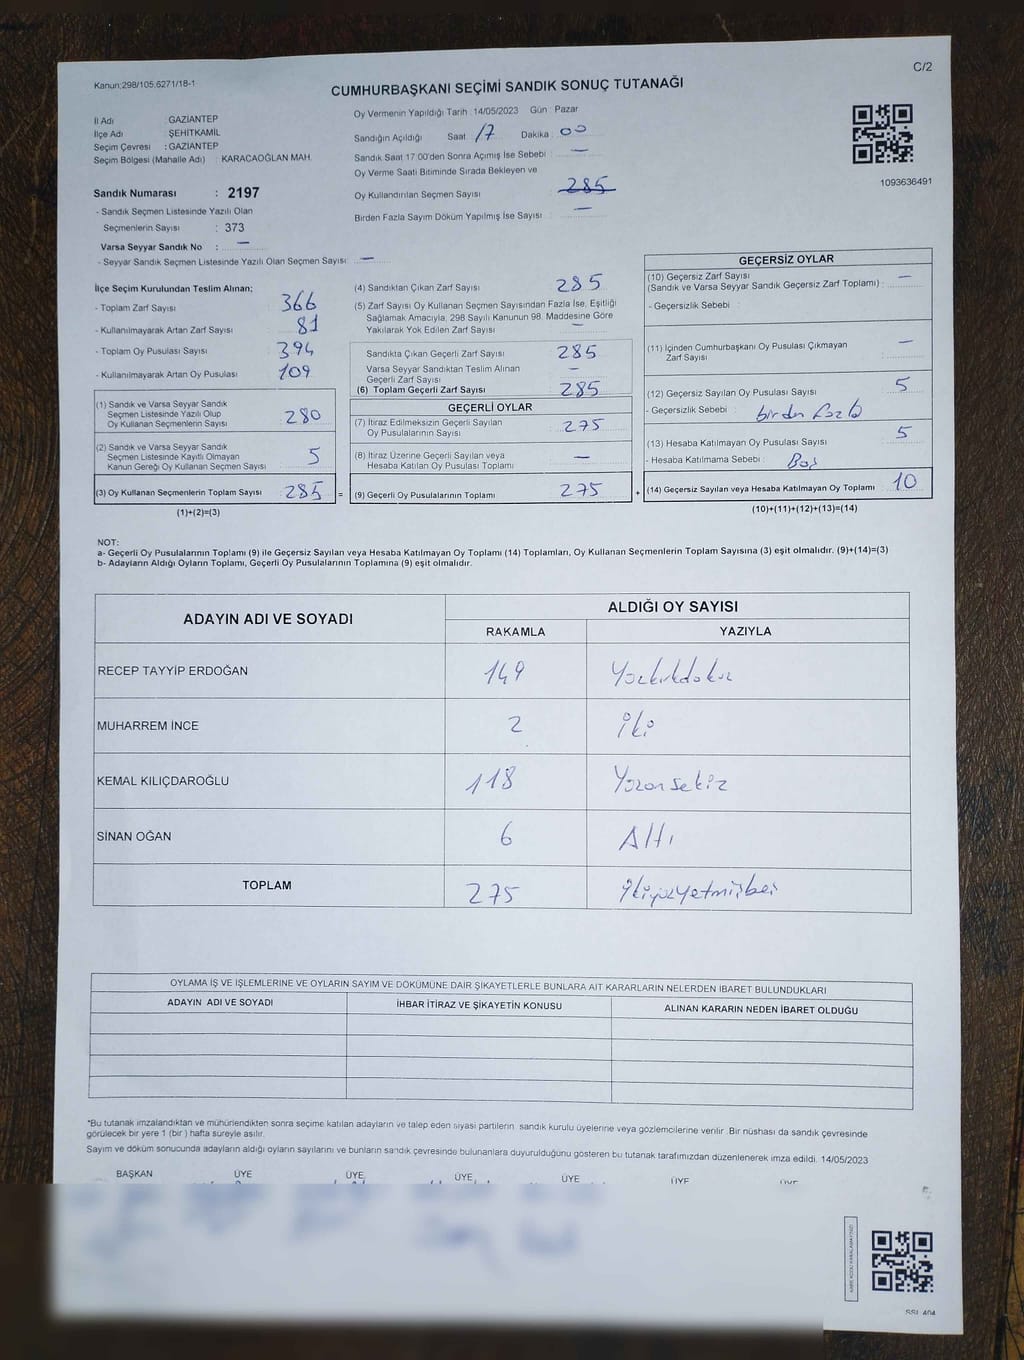 C/2
Kanun:298/105.6271/18-1
CUMHURBAŞKANI SEÇİMİ SANDIK SONUÇ TUTANAĞI
İl Adı : GAZİANTEP
İlçe Adı : ŞEHİTKAMİL
Seçim Çevresi : GAZİANTEP
Seçim Bölgesi (Mahalle Adı) : KARACAOĞLAN MAH.
Sandık Numarası : 2197
- Sandık Seçmen Listesinde Yazılı Olan
Seçmenlerin Sayısı : 373
Varsa Seyyar Sandık No : —
- Seyyar Sandık Seçmen Listesinde Yazılı Olan Seçmen Sayısı : —
Oy Vermenin Yapıldığı Tarih : 14/05/2023 Gün : Pazar
Sandığın Açıldığı Saat : 17 Dakika : 00
Sandık Saat 17:00'den Sonra Açımış İse Sebebi : —
Oy Verme Saati Bitiminde Sırada Bekleyen ve
Oy Kullandırılan Seçmen Sayısı : 285
Birden Fazla Sayım Döküm Yapılmış İse Sayısı : —
1093636491
İlçe Seçim Kurulundan Teslim Alınan;
- Toplam Zarf Sayısı : 366
- Kullanılmayarak Artan Zarf Sayısı : 81
- Toplam Oy Pusulası Sayısı : 394
- Kullanılmayarak Artan Oy Pusulası : 109
(1) Sandık ve Varsa Seyyar Sandık
Seçmen Listesinde Yazılı Olup
Oy Kullanan Seçmenlerin Sayısı 280
(2) Sandık ve Varsa Seyyar Sandık
Seçmen Listesinde Kayıtlı Olmayan
Kanun Gereği Oy Kullanan Seçmen Sayısı 5
(3) Oy Kullanan Seçmenlerin Toplam Sayısı 285 =
(1)+(2)=(3)
(4) Sandıktan Çıkan Zarf Sayısı : 285
(5) Zarf Sayısı Oy Kullanan Seçmen Sayısından Fazla İse, Eşitliği
Sağlamak Amacıyla, 298 Sayılı Kanunun 98. Maddesine Göre
Yakılarak Yok Edilen Zarf Sayısı : —
Sandıkta Çıkan Geçerli Zarf Sayısı : 285
Varsa Seyyar Sandıktan Teslim Alınan
Geçerli Zarf Sayısı : —
(6) Toplam Geçerli Zarf Sayısı : 285
GEÇERLİ OYLAR
(7) İtiraz Edilmeksizin Geçerli Sayılan
Oy Pusulalarının Sayısı : 275
(8) İtiraz Üzerine Geçerli Sayılan veya
Hesaba Katılan Oy Pusulası Toplamı : —
(9) Geçerli Oy Pusulalarının Toplamı : 275 +
GEÇERSİZ OYLAR
(10) Geçersiz Zarf Sayısı
(Sandık ve Varsa Seyyar Sandık Geçersiz Zarf Toplamı) : —
- Geçersizlik Sebebi :
(11) İçinden Cumhurbaşkanı Oy Pusulası Çıkmayan
Zarf Sayısı : —
(12) Geçersiz Sayılan Oy Pusulası Sayısı : 5
- Geçersizlik Sebebi : birden fazla
(13) Hesaba Katılmayan Oy Pusulası Sayısı : 5
- Hesaba Katılmama Sebebi : Boş
(14) Geçersiz Sayılan veya Hesaba Katılmayan Oy Toplamı : 10
(10)+(11)+(12)+(13)=(14)
NOT:
a- Geçerli Oy Pusulalarının Toplamı (9) ile Geçersiz Sayılan veya Hesaba Katılmayan Oy Toplamı (14) Toplamları, Oy Kullanan Seçmenlerin Toplam Sayısına (3) eşit olmalıdır. (9)+(14)=(3)
b- Adayların Aldığı Oyların Toplamı, Geçerli Oy Pusulalarının Toplamına (9) eşit olmalıdır.
ADAYIN ADI VE SOYADI
ALDIĞI OY SAYISI
RAKAMLA YAZIYLA
RECEP TAYYİP ERDOĞAN 149 Yüzkırkdokuz
MUHARREM İNCE 2 İki
KEMAL KILIÇDAROĞLU 118 Yüzonsekiz
SİNAN OĞAN 6 Altı
TOPLAM 275 İkiyüzyetmişbeş
OYLAMA İŞ VE İŞLEMLERİNE VE OYLARIN SAYIM VE DÖKÜMÜNE DAİR ŞİKAYETLERLE BUNLARA AİT KARARLARIN NELERDEN İBARET BULUNDUKLARI
ADAYIN ADI VE SOYADI İHBAR İTİRAZ VE ŞİKAYETİN KONUSU ALINAN KARARIN NEDEN İBARET OLDUĞU
*Bu tutanak imzalandıktan ve mühürlendikten sonra seçime katılan adayların ve talep eden siyasi partilerin sandık kurulu üyelerine veya gözlemcilerine verilir. Bir nüshası da sandık çevresinde
görülecek bir yere 1 (bir) hafta süreyle asılır.
Sayım ve döküm sonucunda adayların aldığı oyların sayılarını ve bunların sandık çevresinde bulunanlara duyurulduğunu gösteren bu tutanak tarafımızdan düzenlenerek imza edildi. 14/05/2023
BAŞKAN ÜYE ÜYE ÜYE ÜYE ÜYE ÜYE